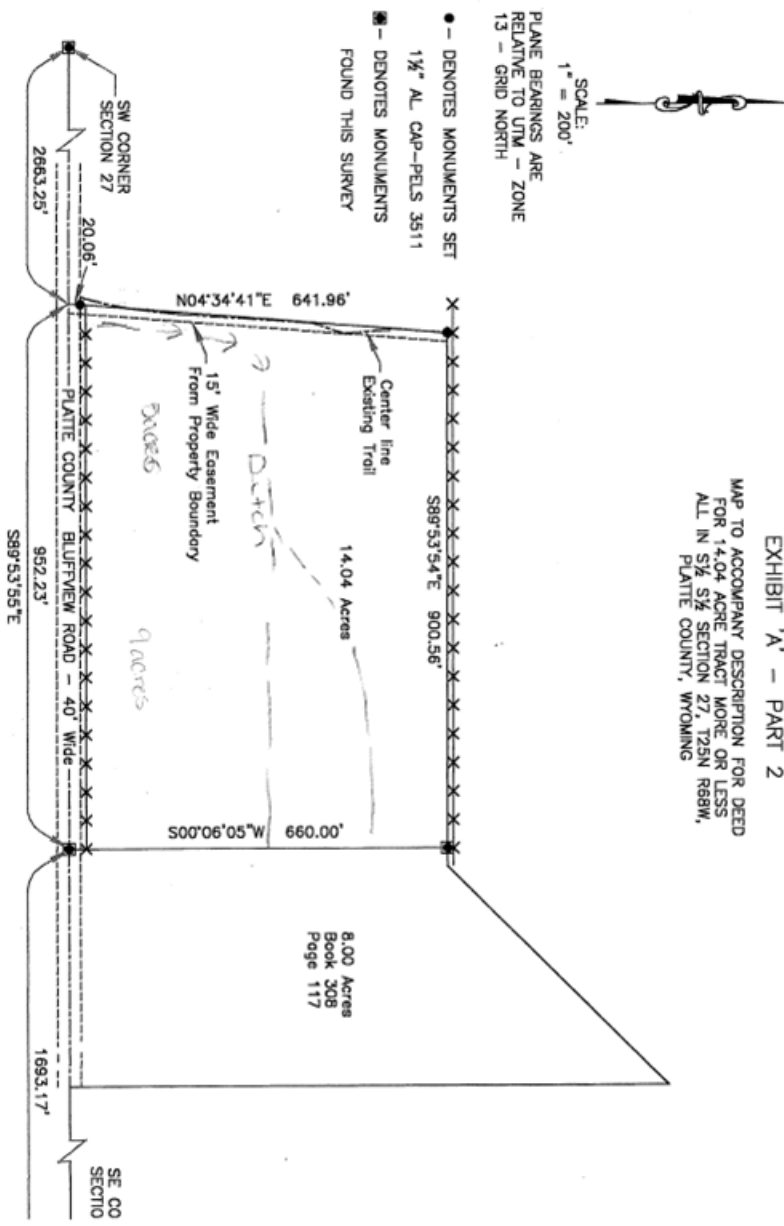 EXHIBIT 'A' - PART 2
MAP TO ACCOMPANY DESCRIPTION FOR DEED
FOR 14.04 ACRE TRACT MORE OR LESS
ALL IN S½ S½ SECTION 27, T25N R68W,
PLATTE COUNTY, WYOMING
SCALE:
1" = 200'
PLANE BEARINGS ARE
RELATIVE TO UTM - ZONE
13 - GRID NORTH
- DENOTES MONUMENTS SET
1½" AL CAP-PELS 3511
- DENOTES MONUMENTS
FOUND THIS SURVEY
S89°53'54"E 900.56'
N04°34'41"E 641.96'
Center line
Existing Trail
14.04 Acres
Ditch
15' Wide Easement
From Property Boundary
5 acres
9 acres
S00°06'05"W 660.00'
8.00 Acres
Book 308
Page 117
20.06'
PLATTE COUNTY BLUFFVIEW ROAD - 40' Wide
SW CORNER
SECTION 27
2663.25'
952.23'
S89°53'55"E
1693.17'
SE CO
SECTIO